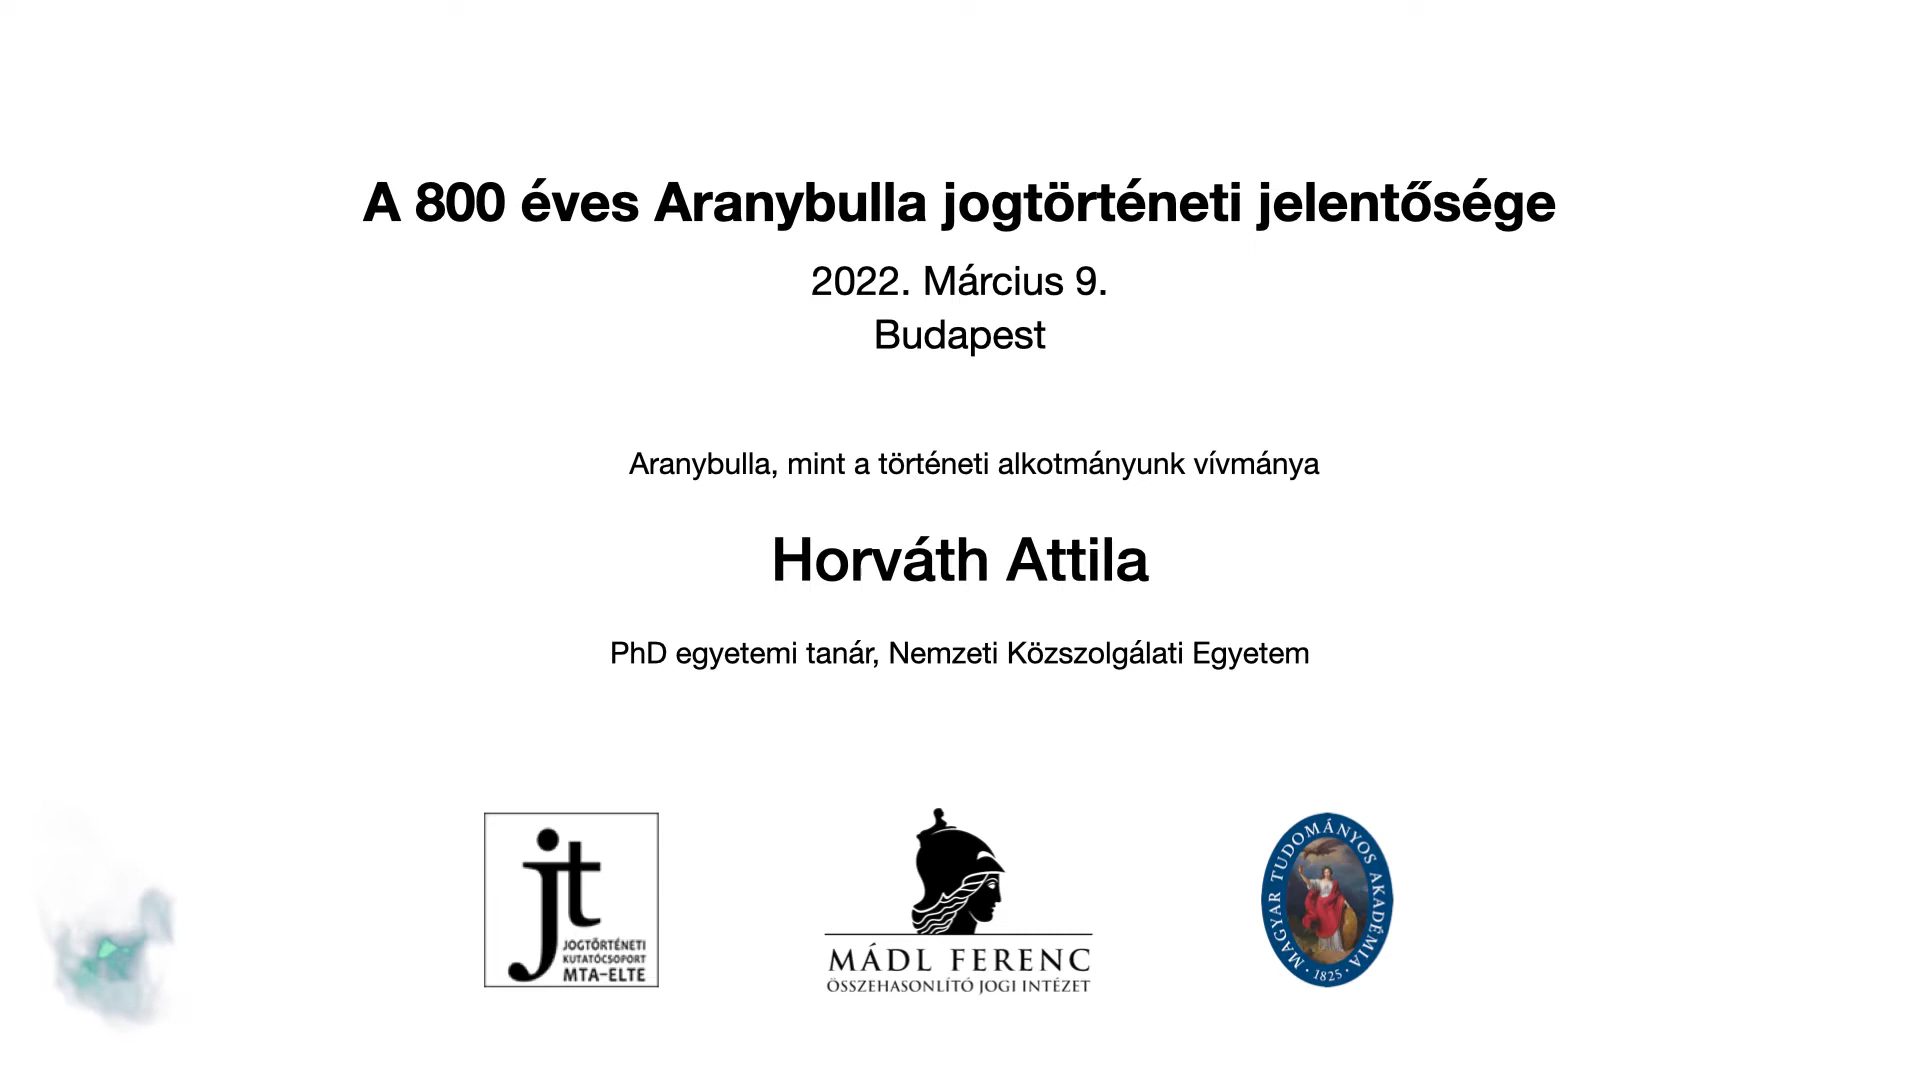 A 800 éves Aranybulla jogtörténeti jelentősége
2022. Március 9.
Budapest
Aranybulla, mint a történeti alkotmányunk vívmánya
Horváth Attila
PhD egyetemi tanár, Nemzeti Közszolgálati Egyetem
jt
JOGTÖRTÉNETI
KUTATÓCSOPORT
MTA-ELTE
MÁDL FERENC
ÖSSZEHASONLÍTÓ JOGI INTÉZET
MAGYAR TUDOMÁNYOS AKADÉMIA
· 1825 ·